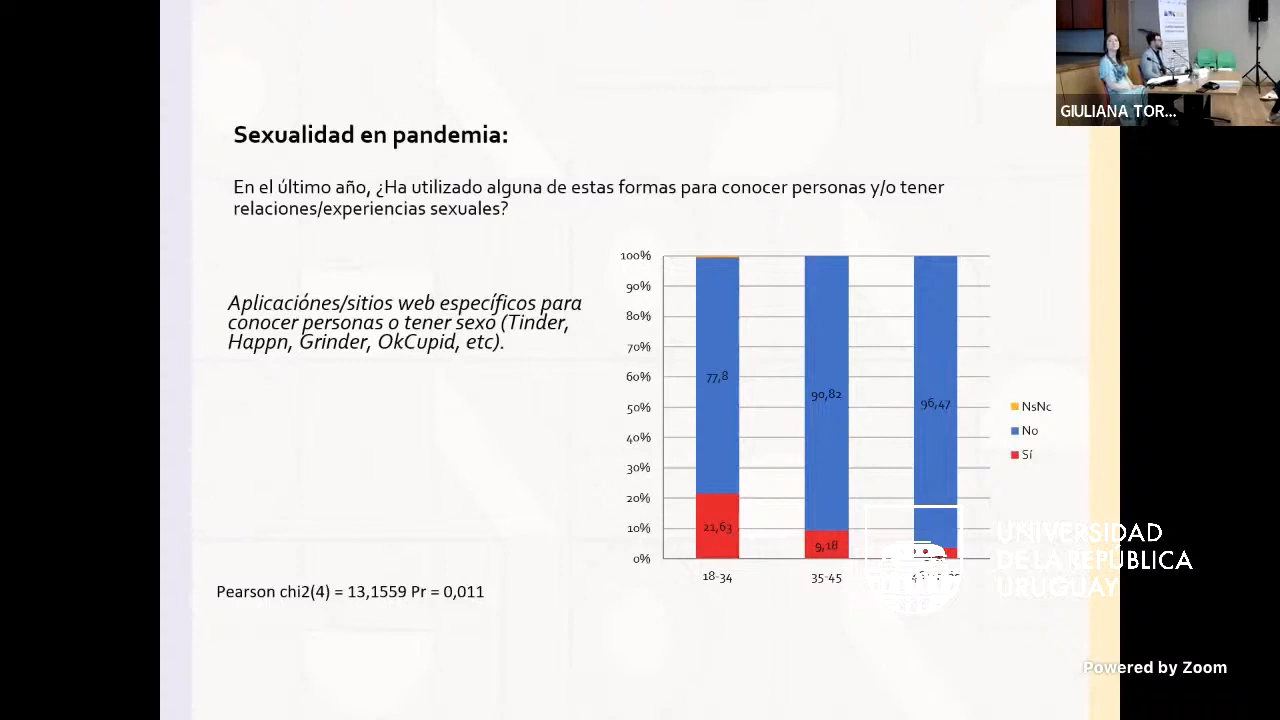 GIULIANA TOR...
Sexualidad en pandemia:
En el último año, ¿Ha utilizado alguna de estas formas para conocer personas y/o tener
relaciones/experiencias sexuales?
Aplicaciónes/sitios web específicos para
conocer personas o tener sexo (Tinder,
Happn, Grinder, OkCupid, etc).
Pearson chi2(4) = 13,1559 Pr = 0,011
100%
90%
80%
70%
60%
50%
40%
30%
20%
10%
0%
77,8
90,82
96,47
21,63
9,18
18-34
35-45
NsNc
No
Sí
UNIVERSIDAD
DE LA REPÚBLICA
URUGUAY
Powered by Zoom